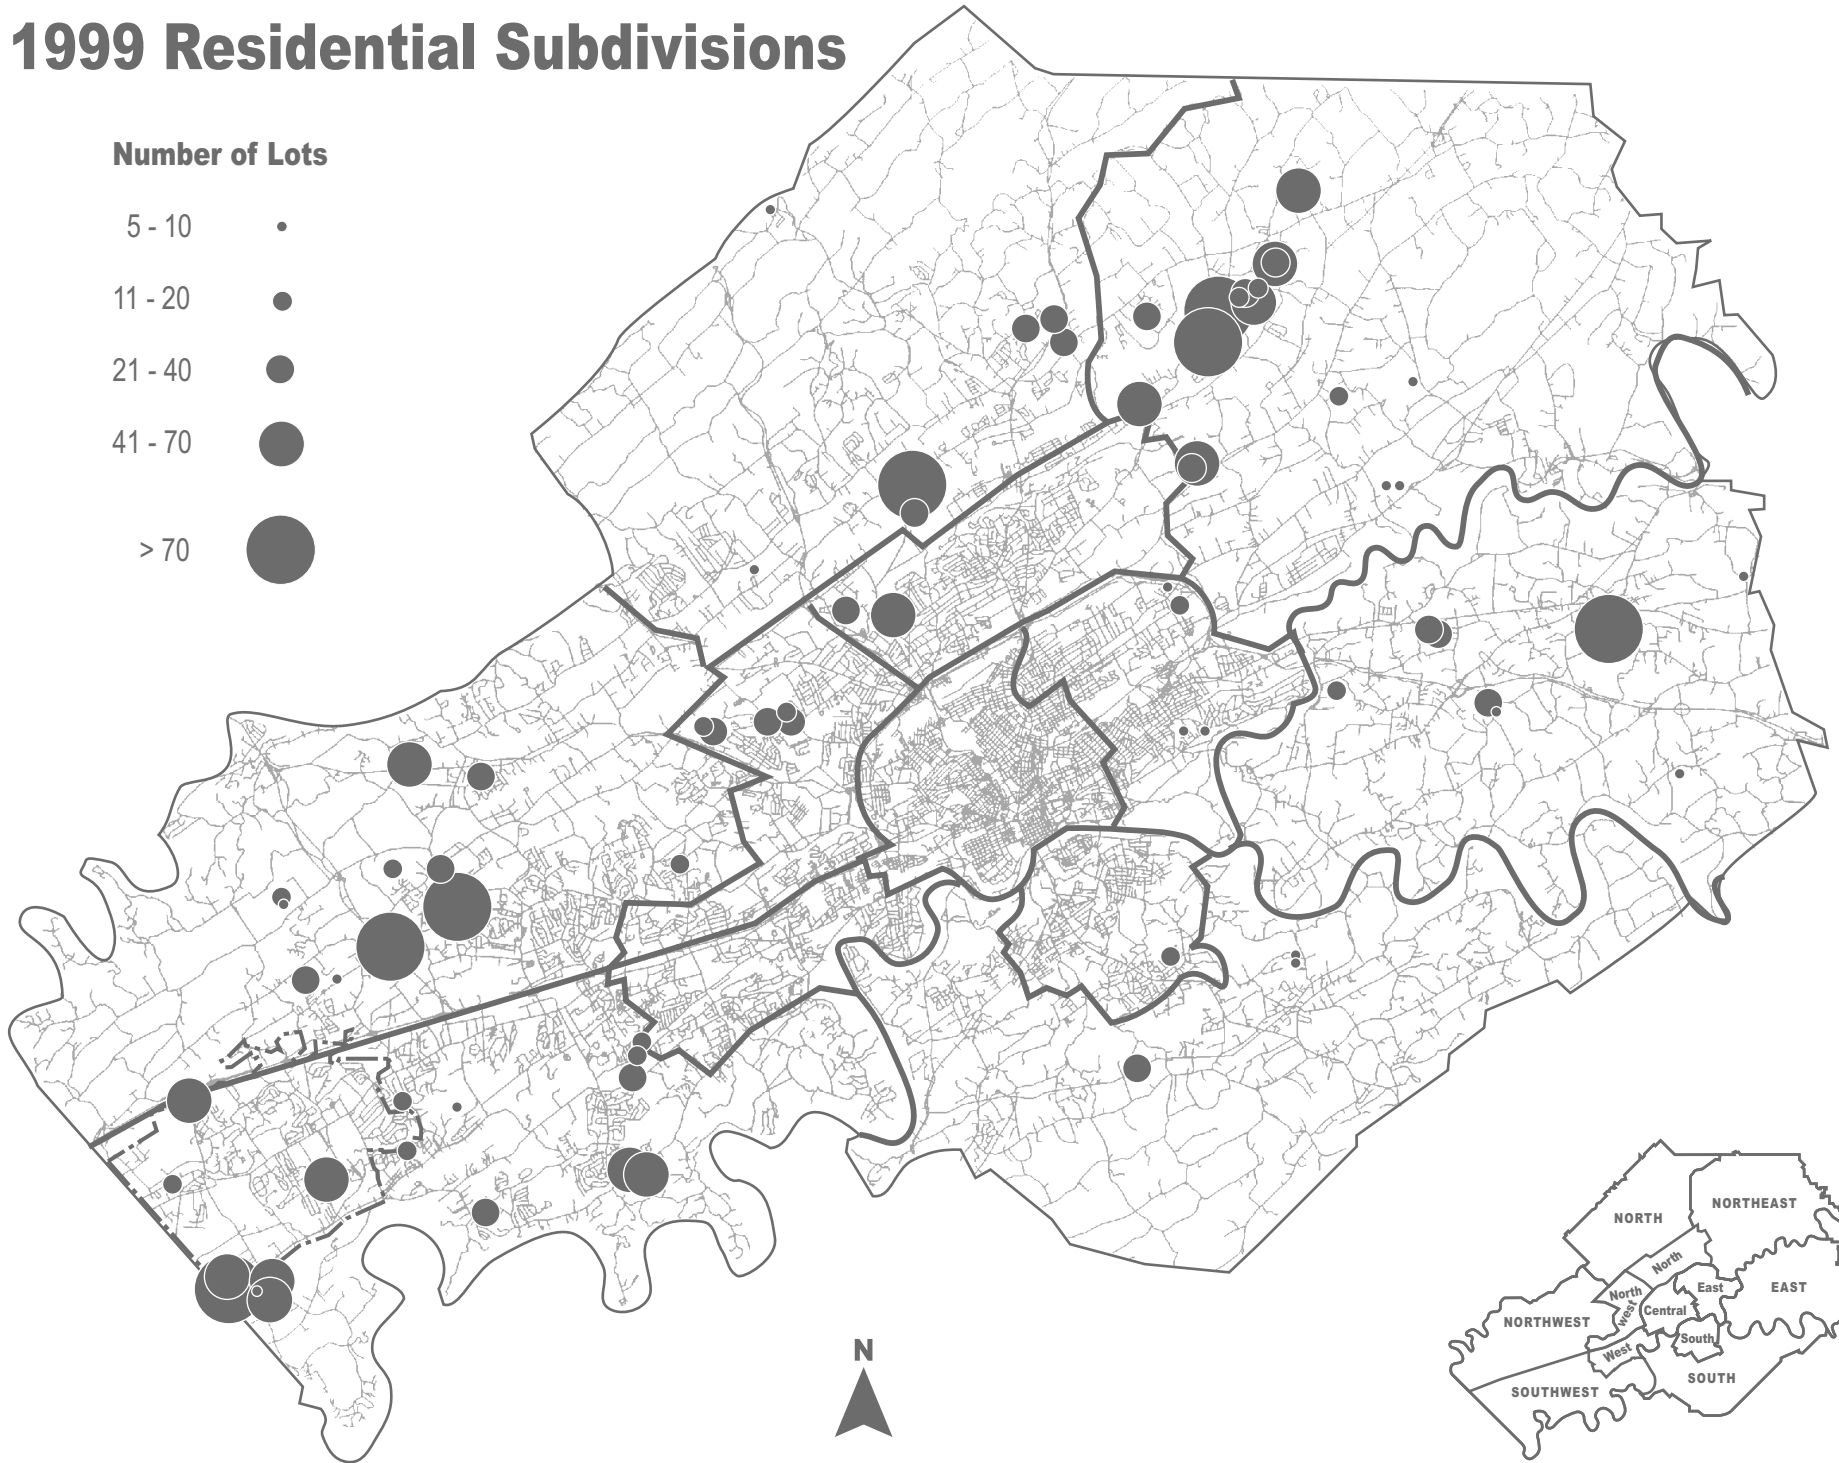 1999 Residential Subdivisions
Number of Lots
5 - 10
11 - 20
21 - 40
41 - 70
> 70
N
NORTH
NORTHEAST
North
North
west
East
EAST
Central
NORTHWEST
South
West
SOUTH
SOUTHWEST